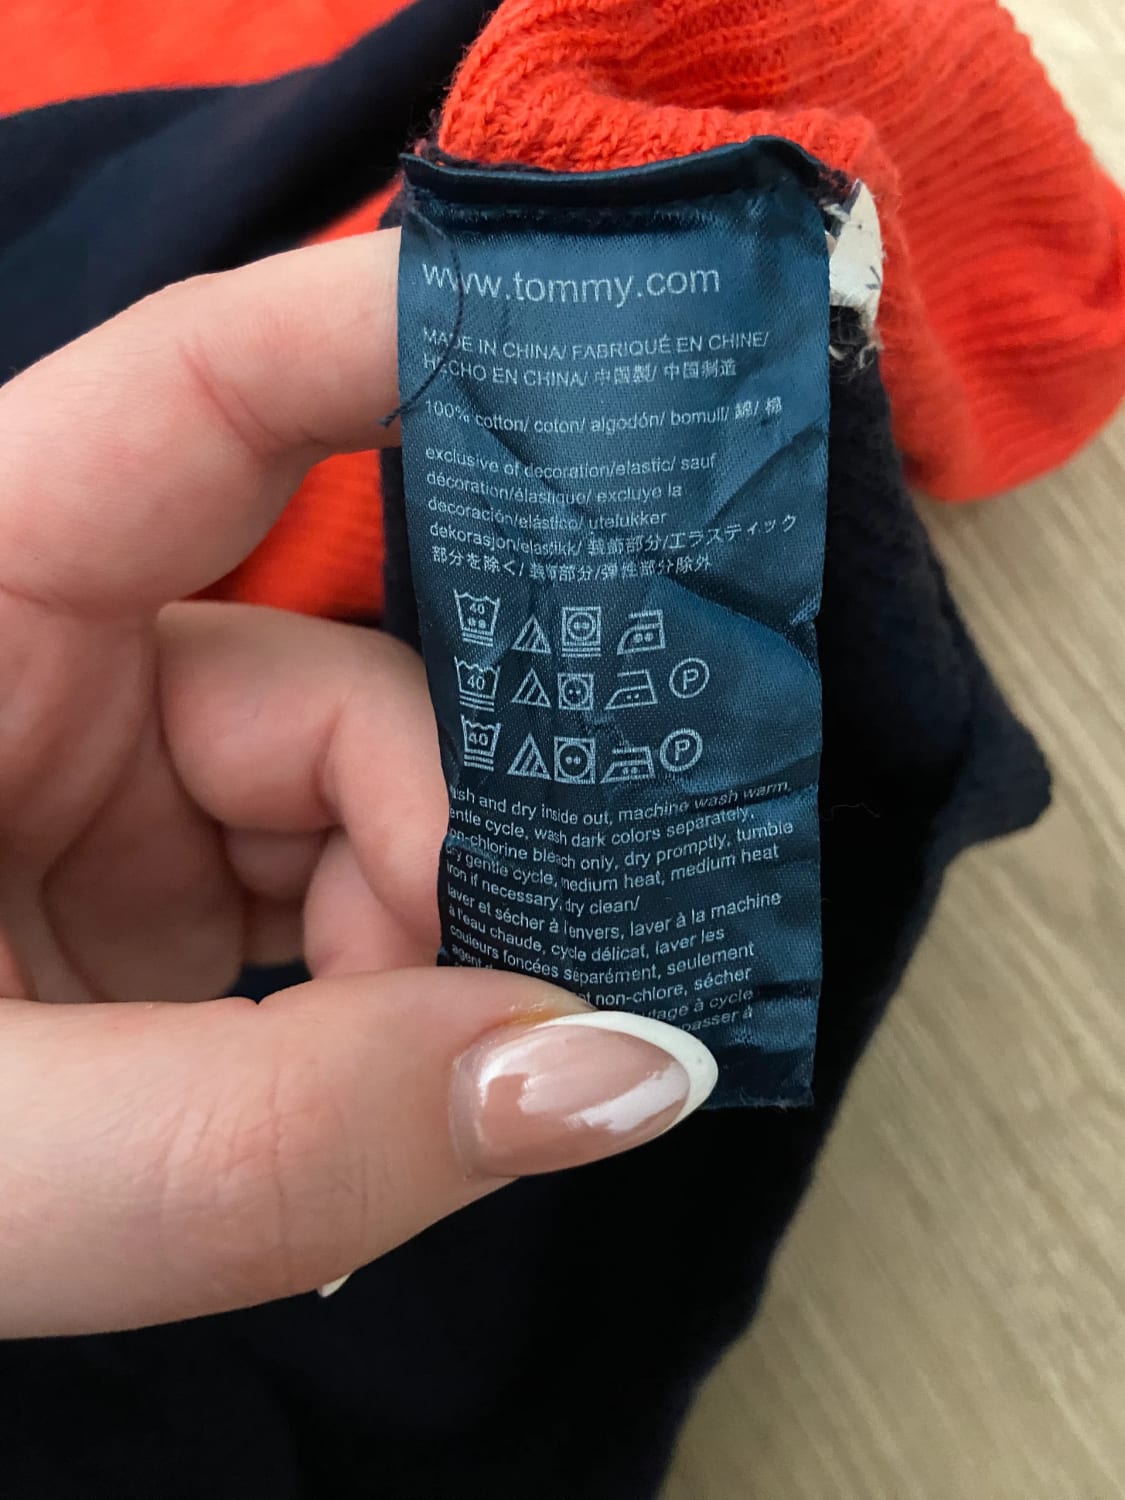 www.tommy.com
MADE IN CHINA/ FABRIQUÉ EN CHINE/
HECHO EN CHINA/ 中国製/ 中国制造
100% cotton/ coton/ algodón/ bomull/ 綿/ 棉
exclusive of decoration/elastic/ sauf
décoration/élastique/ excluye la
decoración/elástico/ utelukker
dekorasjon/elastikk/ 装飾部分/エラスティック
部分を除く/ 装饰部分/弹性部分除外
40
40 P
40 P
and dry inside out, machine wash warm,
gentle cycle, wash dark colors separately,
non-chlorine bleach only, dry promptly, tumble
dry gentle cycle, medium heat, medium heat
iron if necessary, dry clean/
laver et sécher à lenvers, laver à la machine
à l'eau chaude, cycle délicat, laver les
couleurs foncées séparément, seulement
agent
non-chlore, sécher
à cycle
passer à